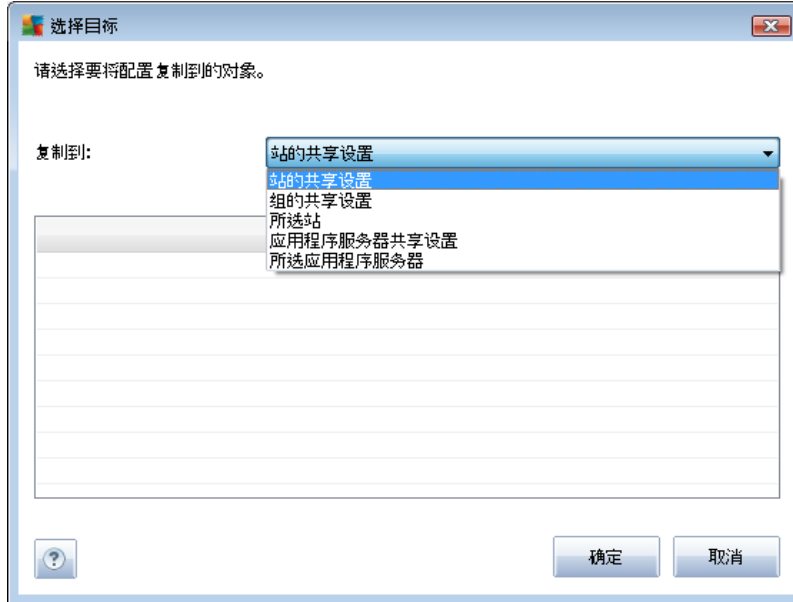 选择目标
请选择要将配置复制到的对象。
复制到: 站的共享设置
站的共享设置
组的共享设置
所选站
应用程序服务器共享设置
所选应用程序服务器
? 确定 取消